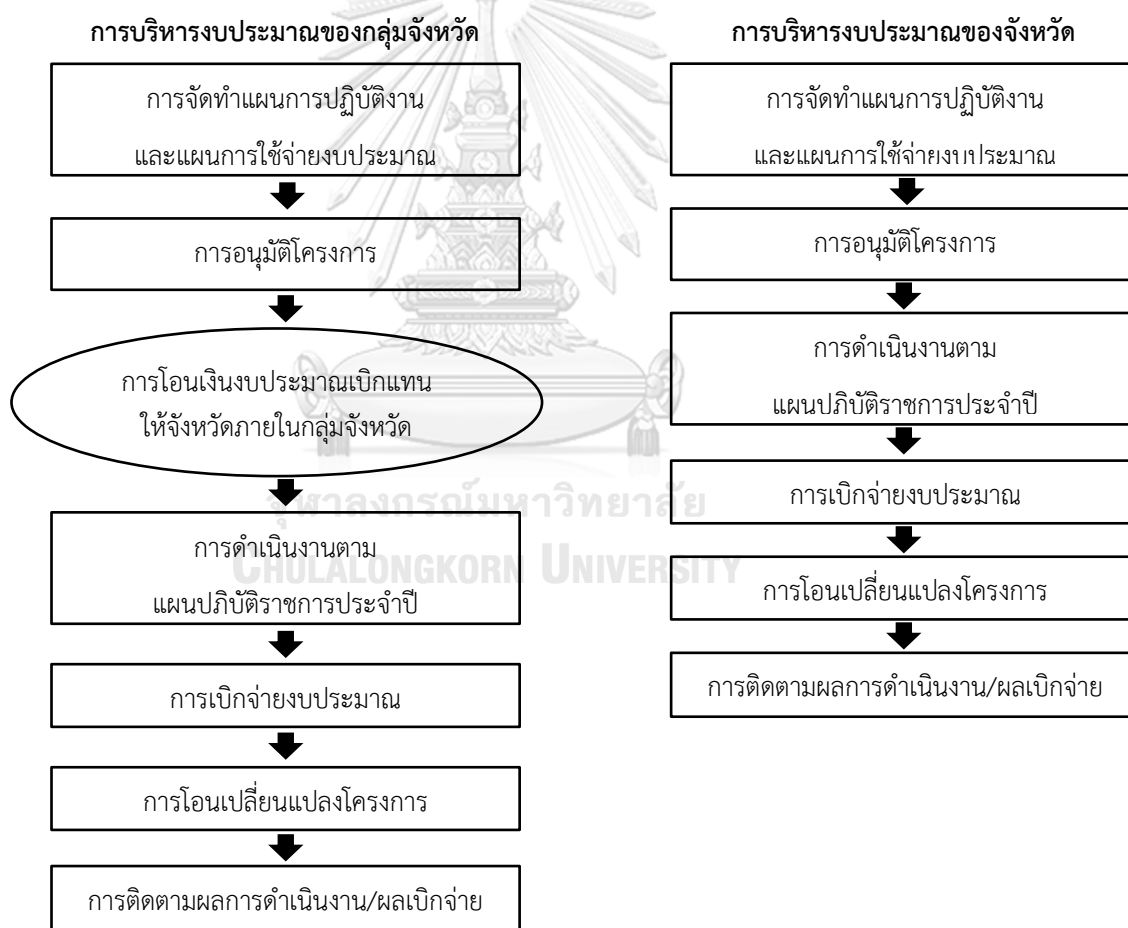 การบริหารงบประมาณของกลุ่มจังหวัด
การจัดทำแผนการปฏิบัติงาน
และแผนการใช้จ่ายงบประมาณ
การอนุมัติโครงการ
การโอนเงินงบประมาณเบิกแทน
ให้จังหวัดภายในกลุ่มจังหวัด
การดำเนินงานตาม
แผนปภิบัติราชการประจำปี
การเบิกจ่ายงบประมาณ
การโอนเปลี่ยนแปลงโครงการ
การติดตามผลการดำเนินงาน/ผลเบิกจ่าย
การบริหารงบประมาณของจังหวัด
การจัดทำแผนการปฏิบัติงาน
และแผนการใช้จ่ายงบประมาณ
การอนุมัติโครงการ
การดำเนินงานตาม
แผนปภิบัติราชการประจำปี
การเบิกจ่ายงบประมาณ
การโอนเปลี่ยนแปลงโครงการ
การติดตามผลการดำเนินงาน/ผลเบิกจ่าย
จุฬาลงกรณ์มหาวิทยาลัย
CHULALONGKORN UNIVERSITY